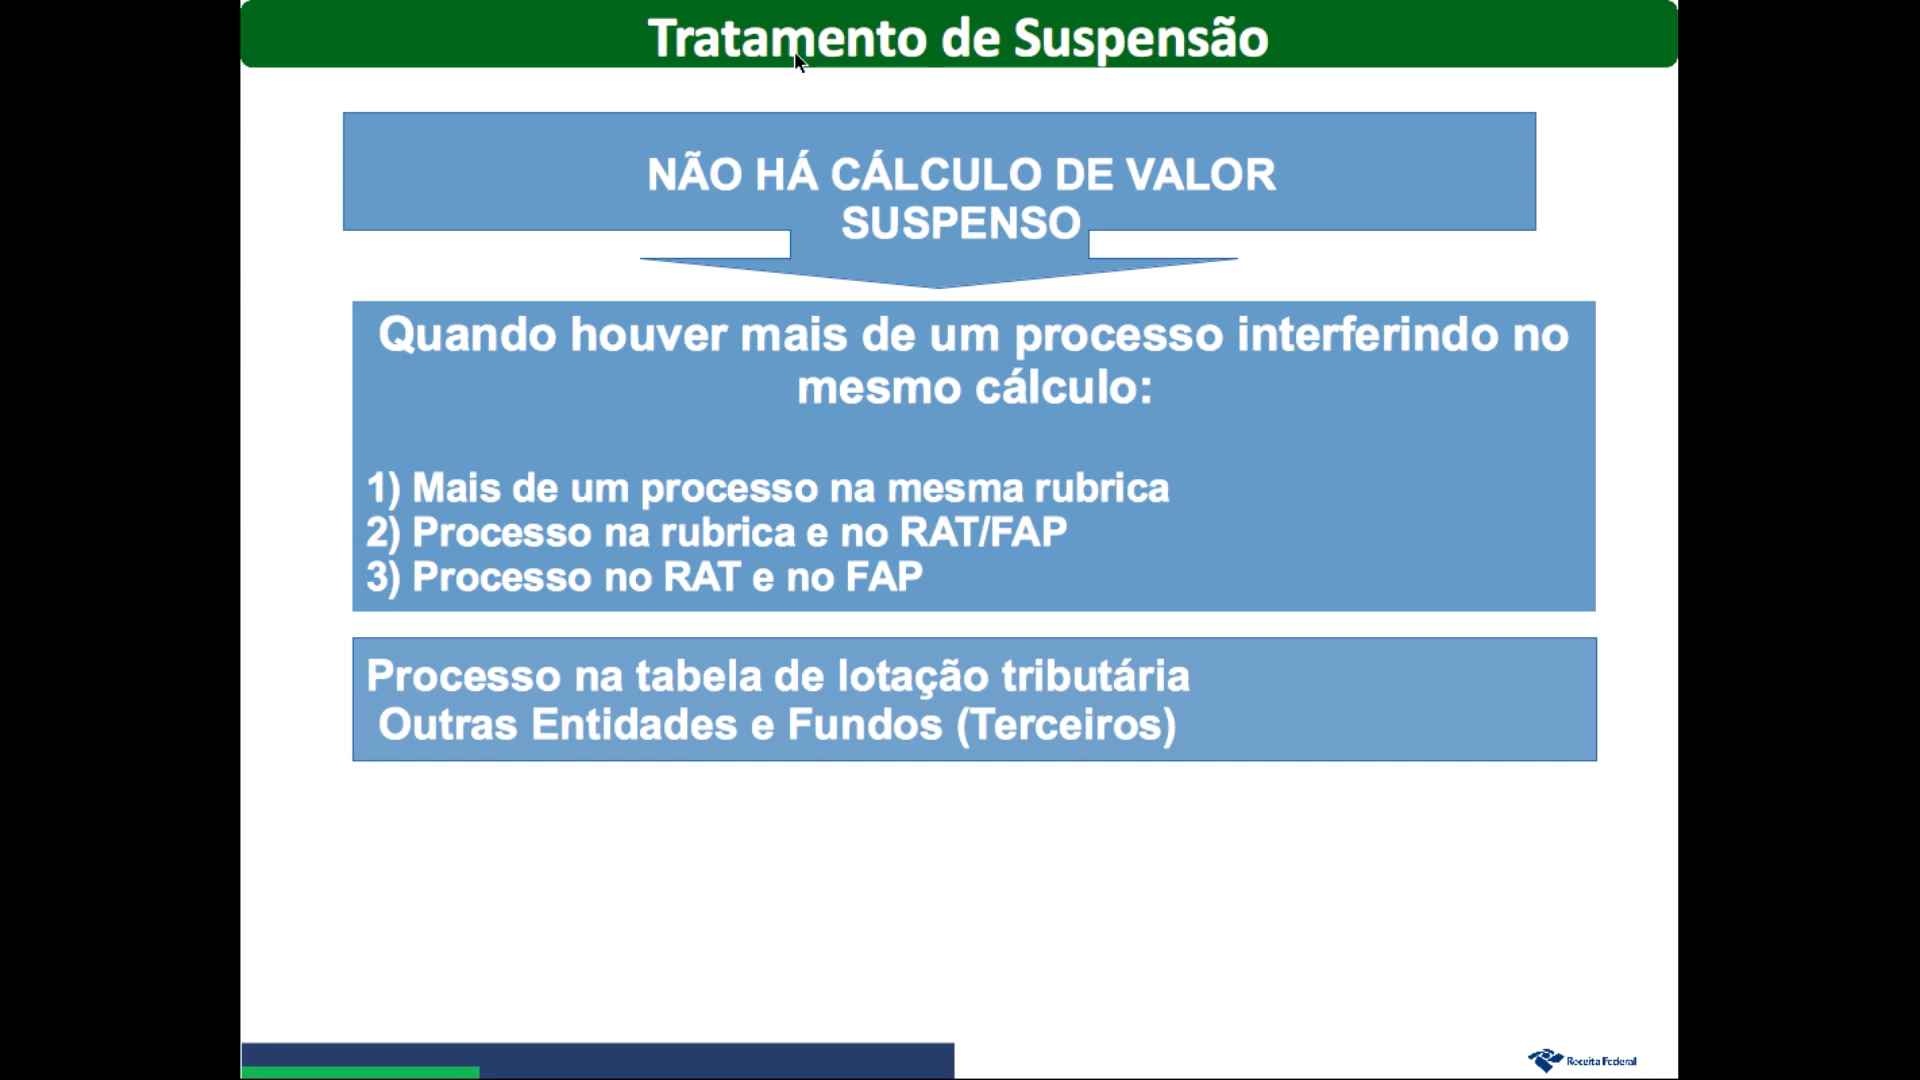 Tratamento de Suspensão
NÃO HÁ CÁLCULO DE VALOR
SUSPENSO
Quando houver mais de um processo interferindo no
mesmo cálculo:
1) Mais de um processo na mesma rubrica
2) Processo na rubrica e no RAT/FAP
3) Processo no RAT e no FAP
Processo na tabela de lotação tributária
Outras Entidades e Fundos (Terceiros)
Receita Federal